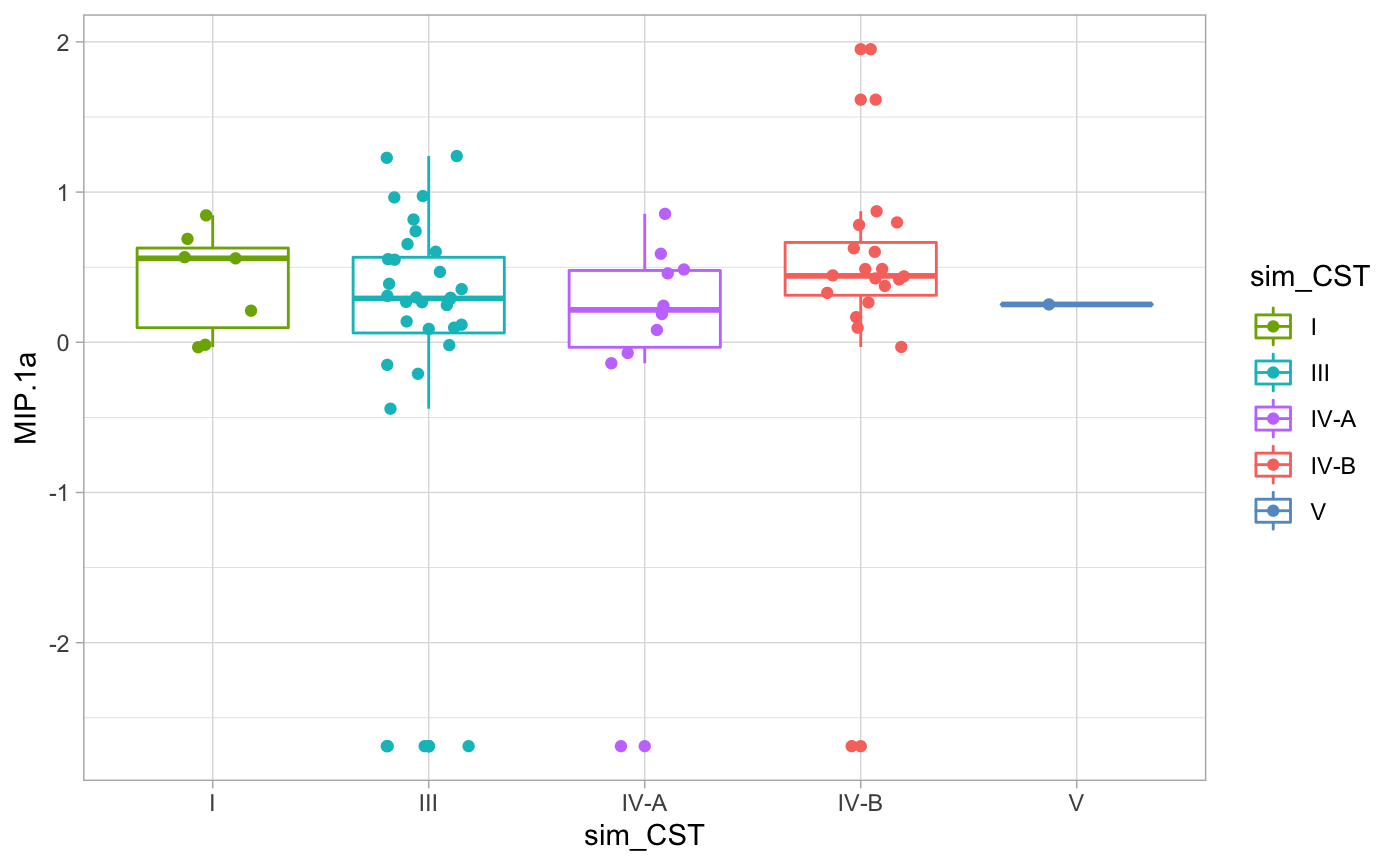 2
1
0
-1
-2
MIP.1a
I
III
IV-A
IV-B
V
sim_CST
sim_CST
I
III
IV-A
IV-B
V